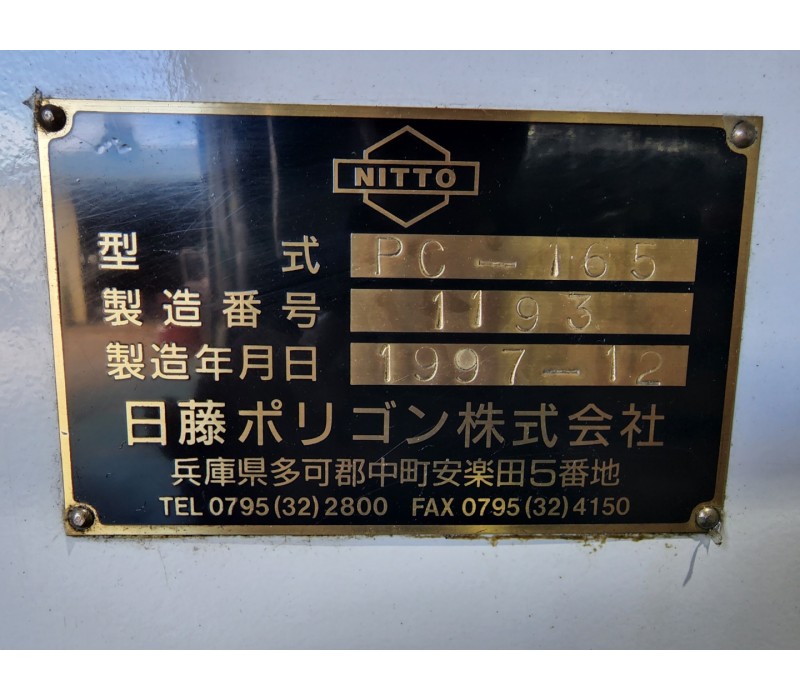 NITTO
型式 PC-165
製造番号 1193
製造年月日 1997-12
日藤ポリゴン株式会社
兵庫県多可郡中町安楽田5番地
TEL 0795(32)2800 FAX 0795(32)4150